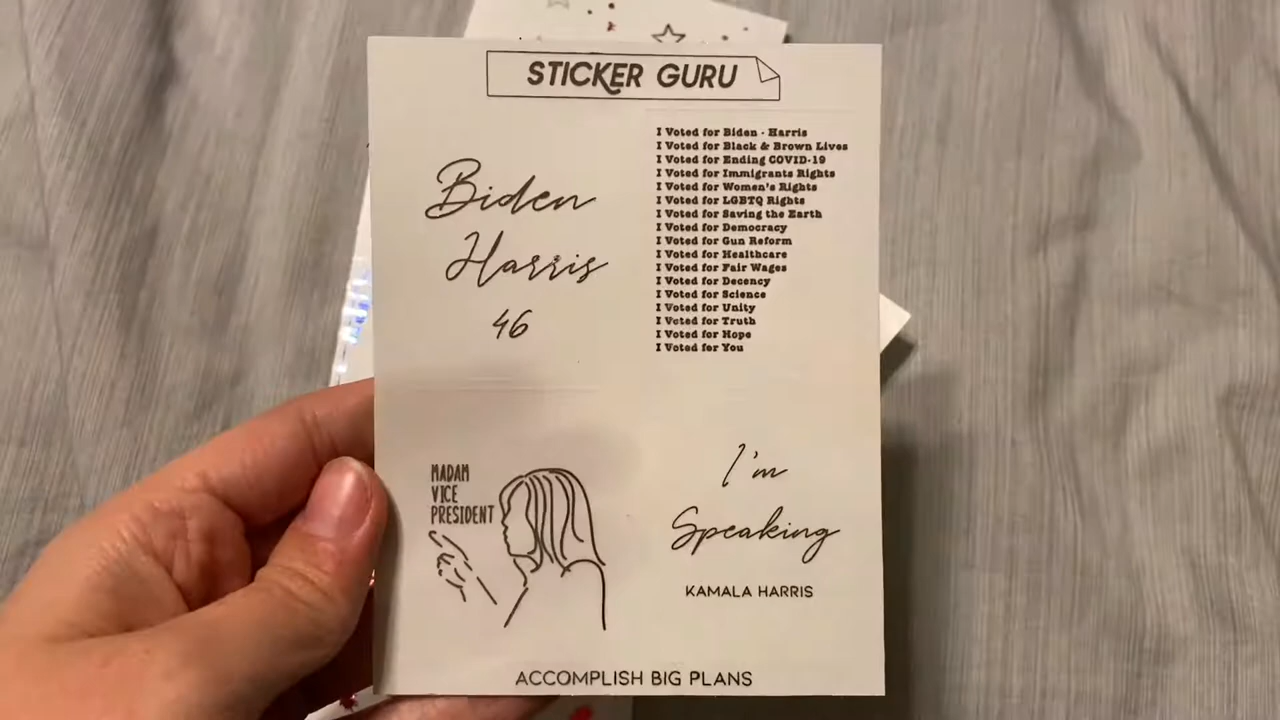 STICKER GURU
Biden
Harris
46
I Voted for Biden - Harris
I Voted for Black & Brown Lives
I Voted for Ending COVID-19
I Voted for Immigrants Rights
I Voted for Women's Rights
I Voted for LGBTQ Rights
I Voted for Saving the Earth
I Voted for Democracy
I Voted for Gun Reform
I Voted for Healthcare
I Voted for Fair Wages
I Voted for Decency
I Voted for Science
I Voted for Unity
I Voted for Truth
I Voted for Hope
I Voted for You
MADAM
VICE
PRESIDENT
I'm
Speaking
KAMALA HARRIS
ACCOMPLISH BIG PLANS